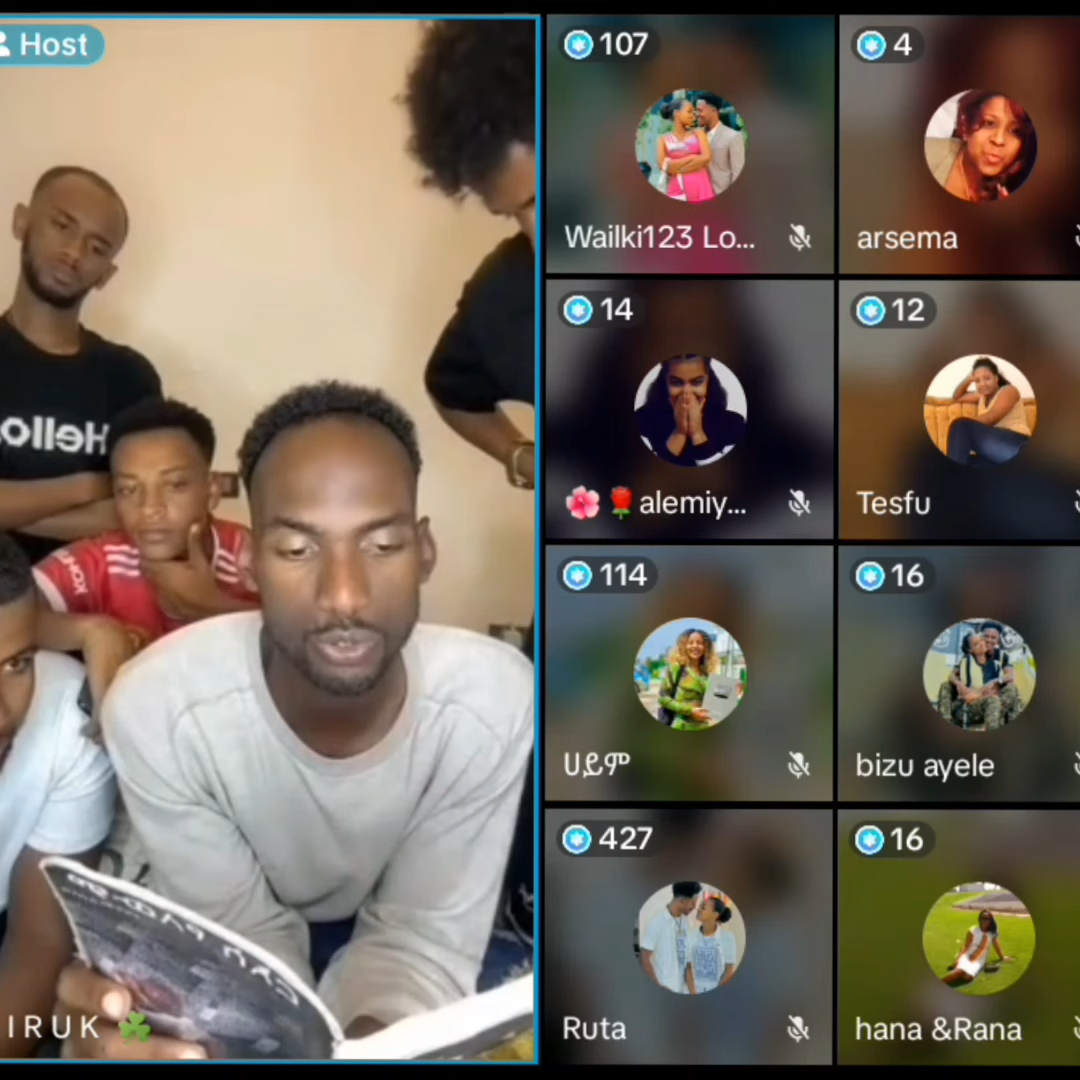 Host
Hello
IRUK ☘️
107
Wailki123 Lo...
4
arsema
14
🌺🌹alemiy...
12
Tesfu
114
ሀይም
16
bizu ayele
427
Ruta
16
hana &Rana